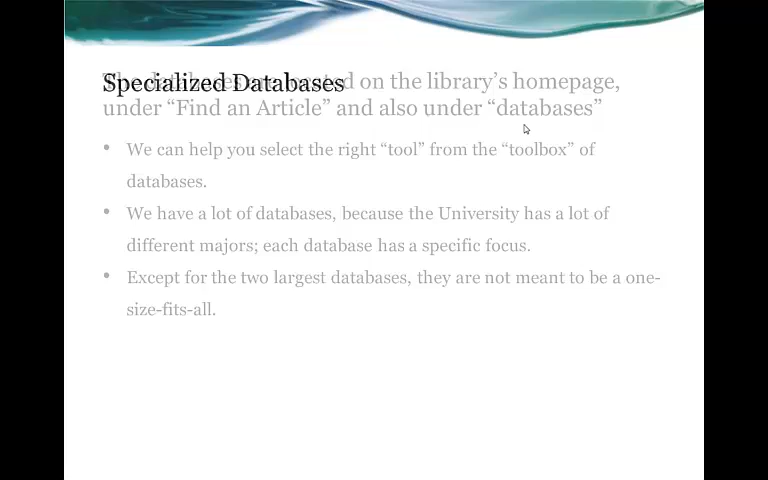 Specialized Databases
located on the library’s homepage,
under “Find an Article” and also under “databases”
• We can help you select the right “tool” from the “toolbox” of
databases.
• We have a lot of databases, because the University has a lot of
different majors; each database has a specific focus.
• Except for the two largest databases, they are not meant to be a one-
size-fits-all.